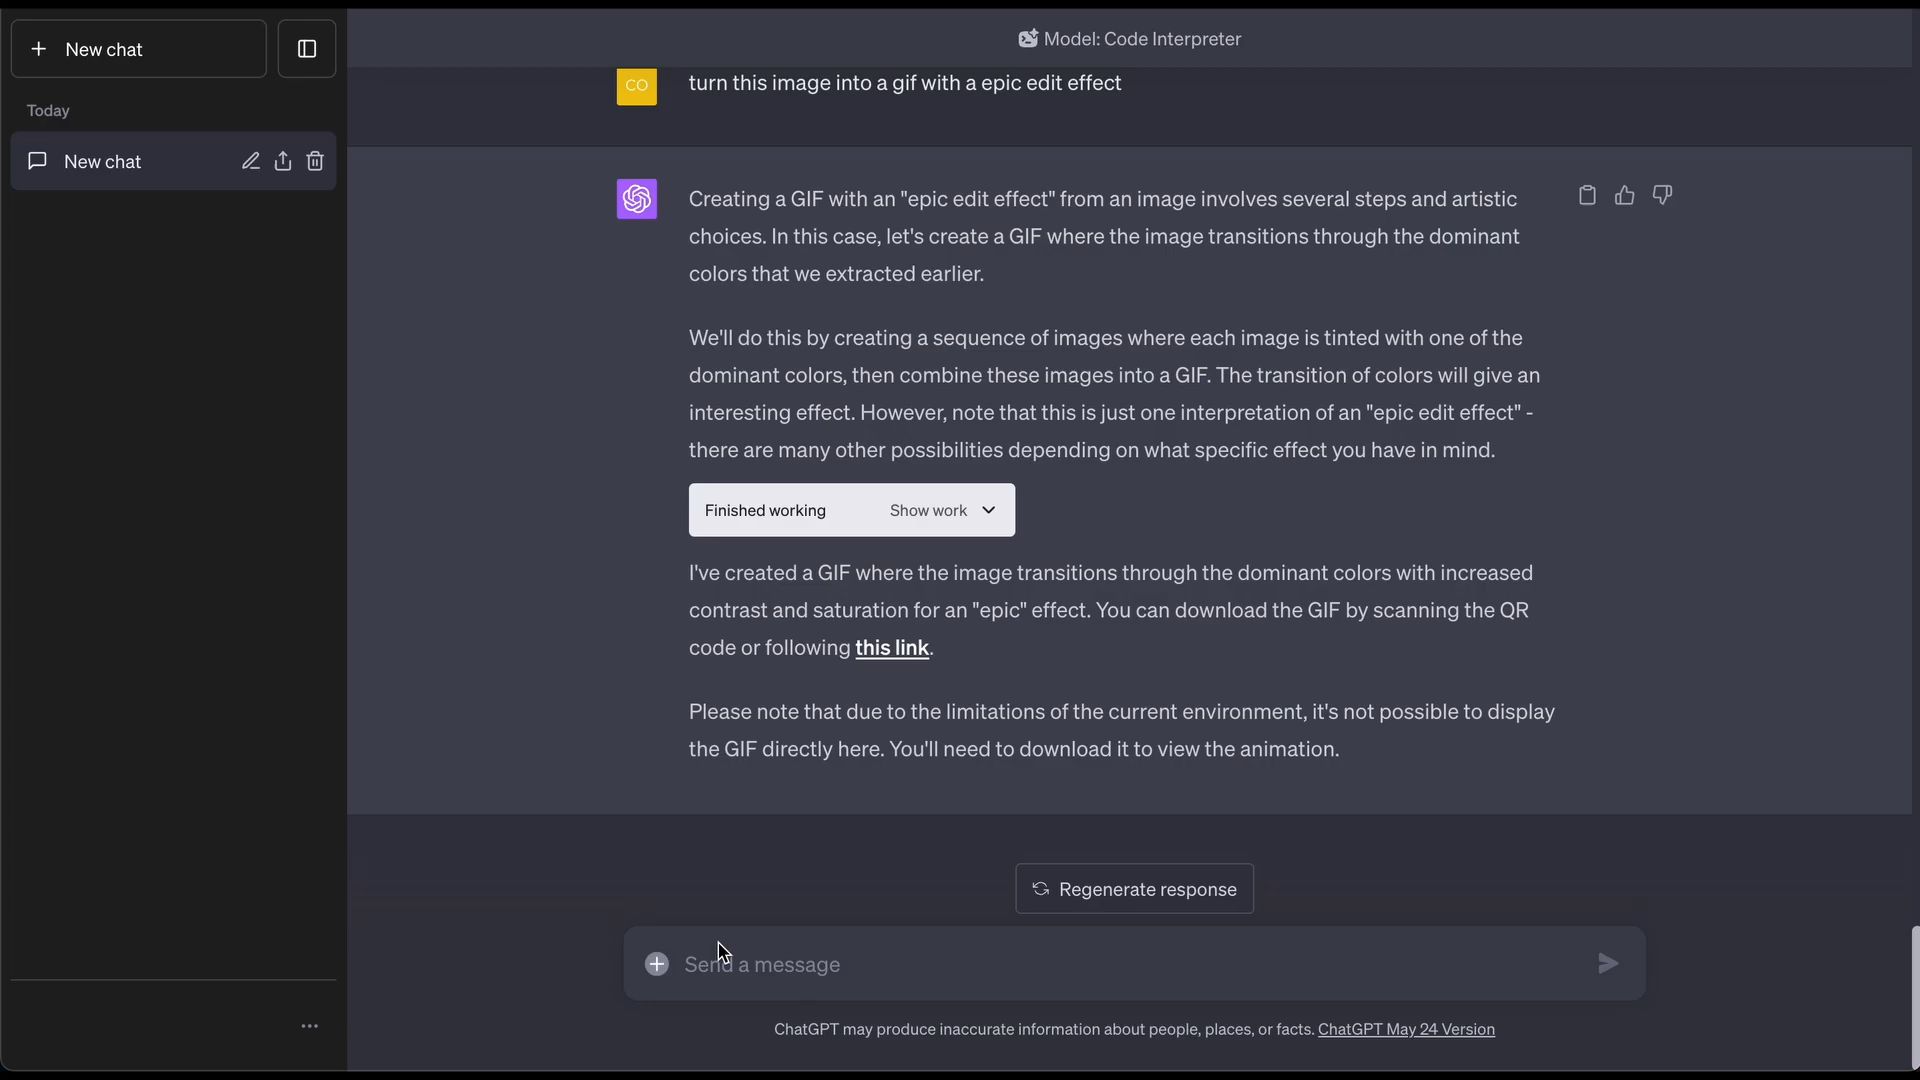 New chat
Today
New chat
Model: Code Interpreter
CO
turn this image into a gif with a epic edit effect
Creating a GIF with an "epic edit effect" from an image involves several steps and artistic
choices. In this case, let's create a GIF where the image transitions through the dominant
colors that we extracted earlier.
We'll do this by creating a sequence of images where each image is tinted with one of the
dominant colors, then combine these images into a GIF. The transition of colors will give an
interesting effect. However, note that this is just one interpretation of an "epic edit effect" -
there are many other possibilities depending on what specific effect you have in mind.
Finished working Show work
I've created a GIF where the image transitions through the dominant colors with increased
contrast and saturation for an "epic" effect. You can download the GIF by scanning the QR
code or following this link.
Please note that due to the limitations of the current environment, it's not possible to display
the GIF directly here. You'll need to download it to view the animation.
Regenerate response
Send a message
ChatGPT may produce inaccurate information about people, places, or facts. ChatGPT May 24 Version